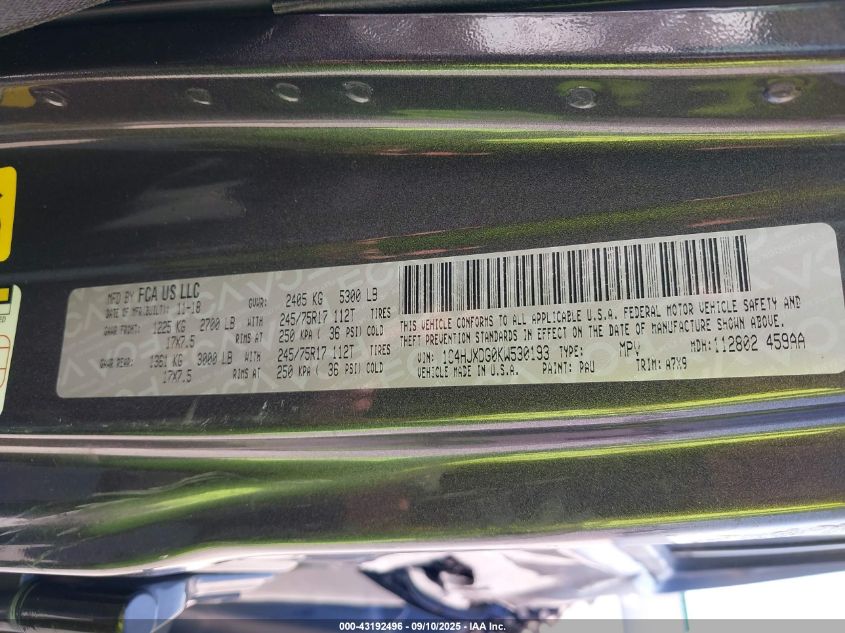 MFD BY FCA US LLC
DATE OF MFR.(BUILT): 11-18 GVWR: 2405 KG 5300 LB
GAWR FRONT: 1225 KG 2700 LB WITH 245/75R17 112T TIRES
17X7.5 RIMS AT 250 KPA ( 36 PSI) COLD
GAWR REAR: 1361 KG 3000 LB WITH 245/75R17 112T TIRES
17X7.5 RIMS AT 250 KPA ( 36 PSI) COLD
THIS VEHICLE CONFORMS TO ALL APPLICABLE U.S.A. FEDERAL MOTOR VEHICLE SAFETY AND
THEFT PREVENTION STANDARDS IN EFFECT ON THE DATE OF MANUFACTURE SHOWN ABOVE.
VIN: 1C4HJXDG0KW530193 TYPE: MPV MDH: 112802 459AA
VEHICLE MADE IN U.S.A. PAINT: PAU TRIM: A7X9
000-43192496 - 09/10/2025 - IAA Inc.